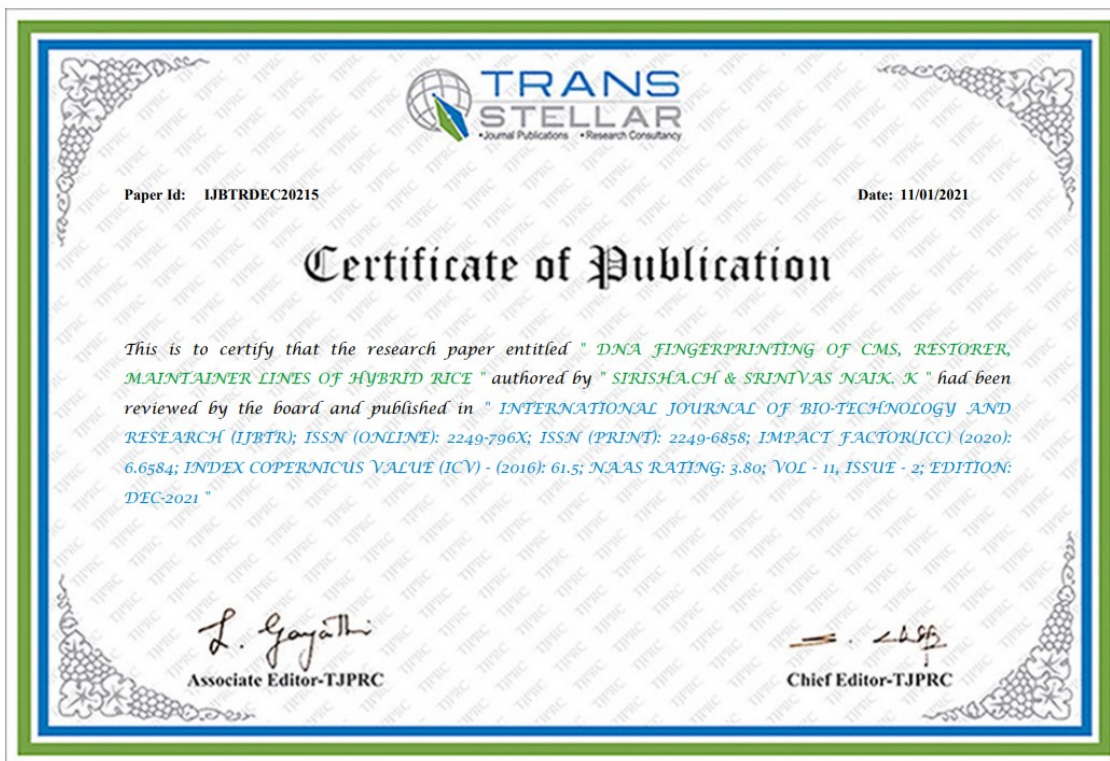 TRANS
STELLAR
•Journal Publications •Research Consultancy
Paper Id: IJBTRDEC20215 Date: 11/01/2021
Certificate of Publication
This is to certify that the research paper entitled " DNA FINGERPRINTING OF CMS, RESTORER,
MAINTAINER LINES OF HYBRID RICE " authored by " SIRISHA.CH & SRINIVAS NAIK. K " had been
reviewed by the board and published in " INTERNATIONAL JOURNAL OF BIO-TECHNOLOGY AND
RESEARCH (IJBTR); ISSN (ONLINE): 2249-796X; ISSN (PRINT): 2249-6858; IMPACT FACTOR(JCC) (2020):
6.6584; INDEX COPERNICUS VALUE (ICV) - (2016): 61.5; NAAS RATING: 3.80; VOL - 11, ISSUE - 2; EDITION:
DEC-2021 "
L. Gayathri
Associate Editor-TJPRC Chief Editor-TJPRC